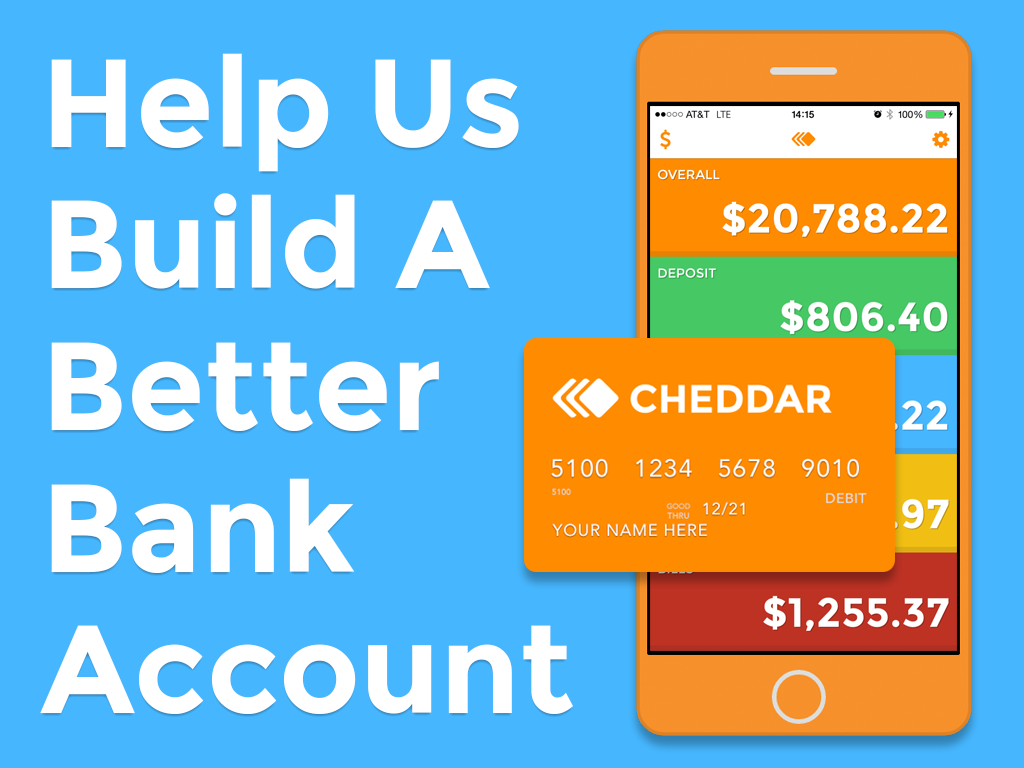 Help Us
Build A
Better
Bank
Account
AT&T LTE 14:15 100%
$
OVERALL
$20,788.22
DEPOSIT
$806.40
.22
.97
$1,255.37
CHEDDAR
5100 1234 5678 9010
5100
DEBIT
GOOD
THRU
12/21
YOUR NAME HERE